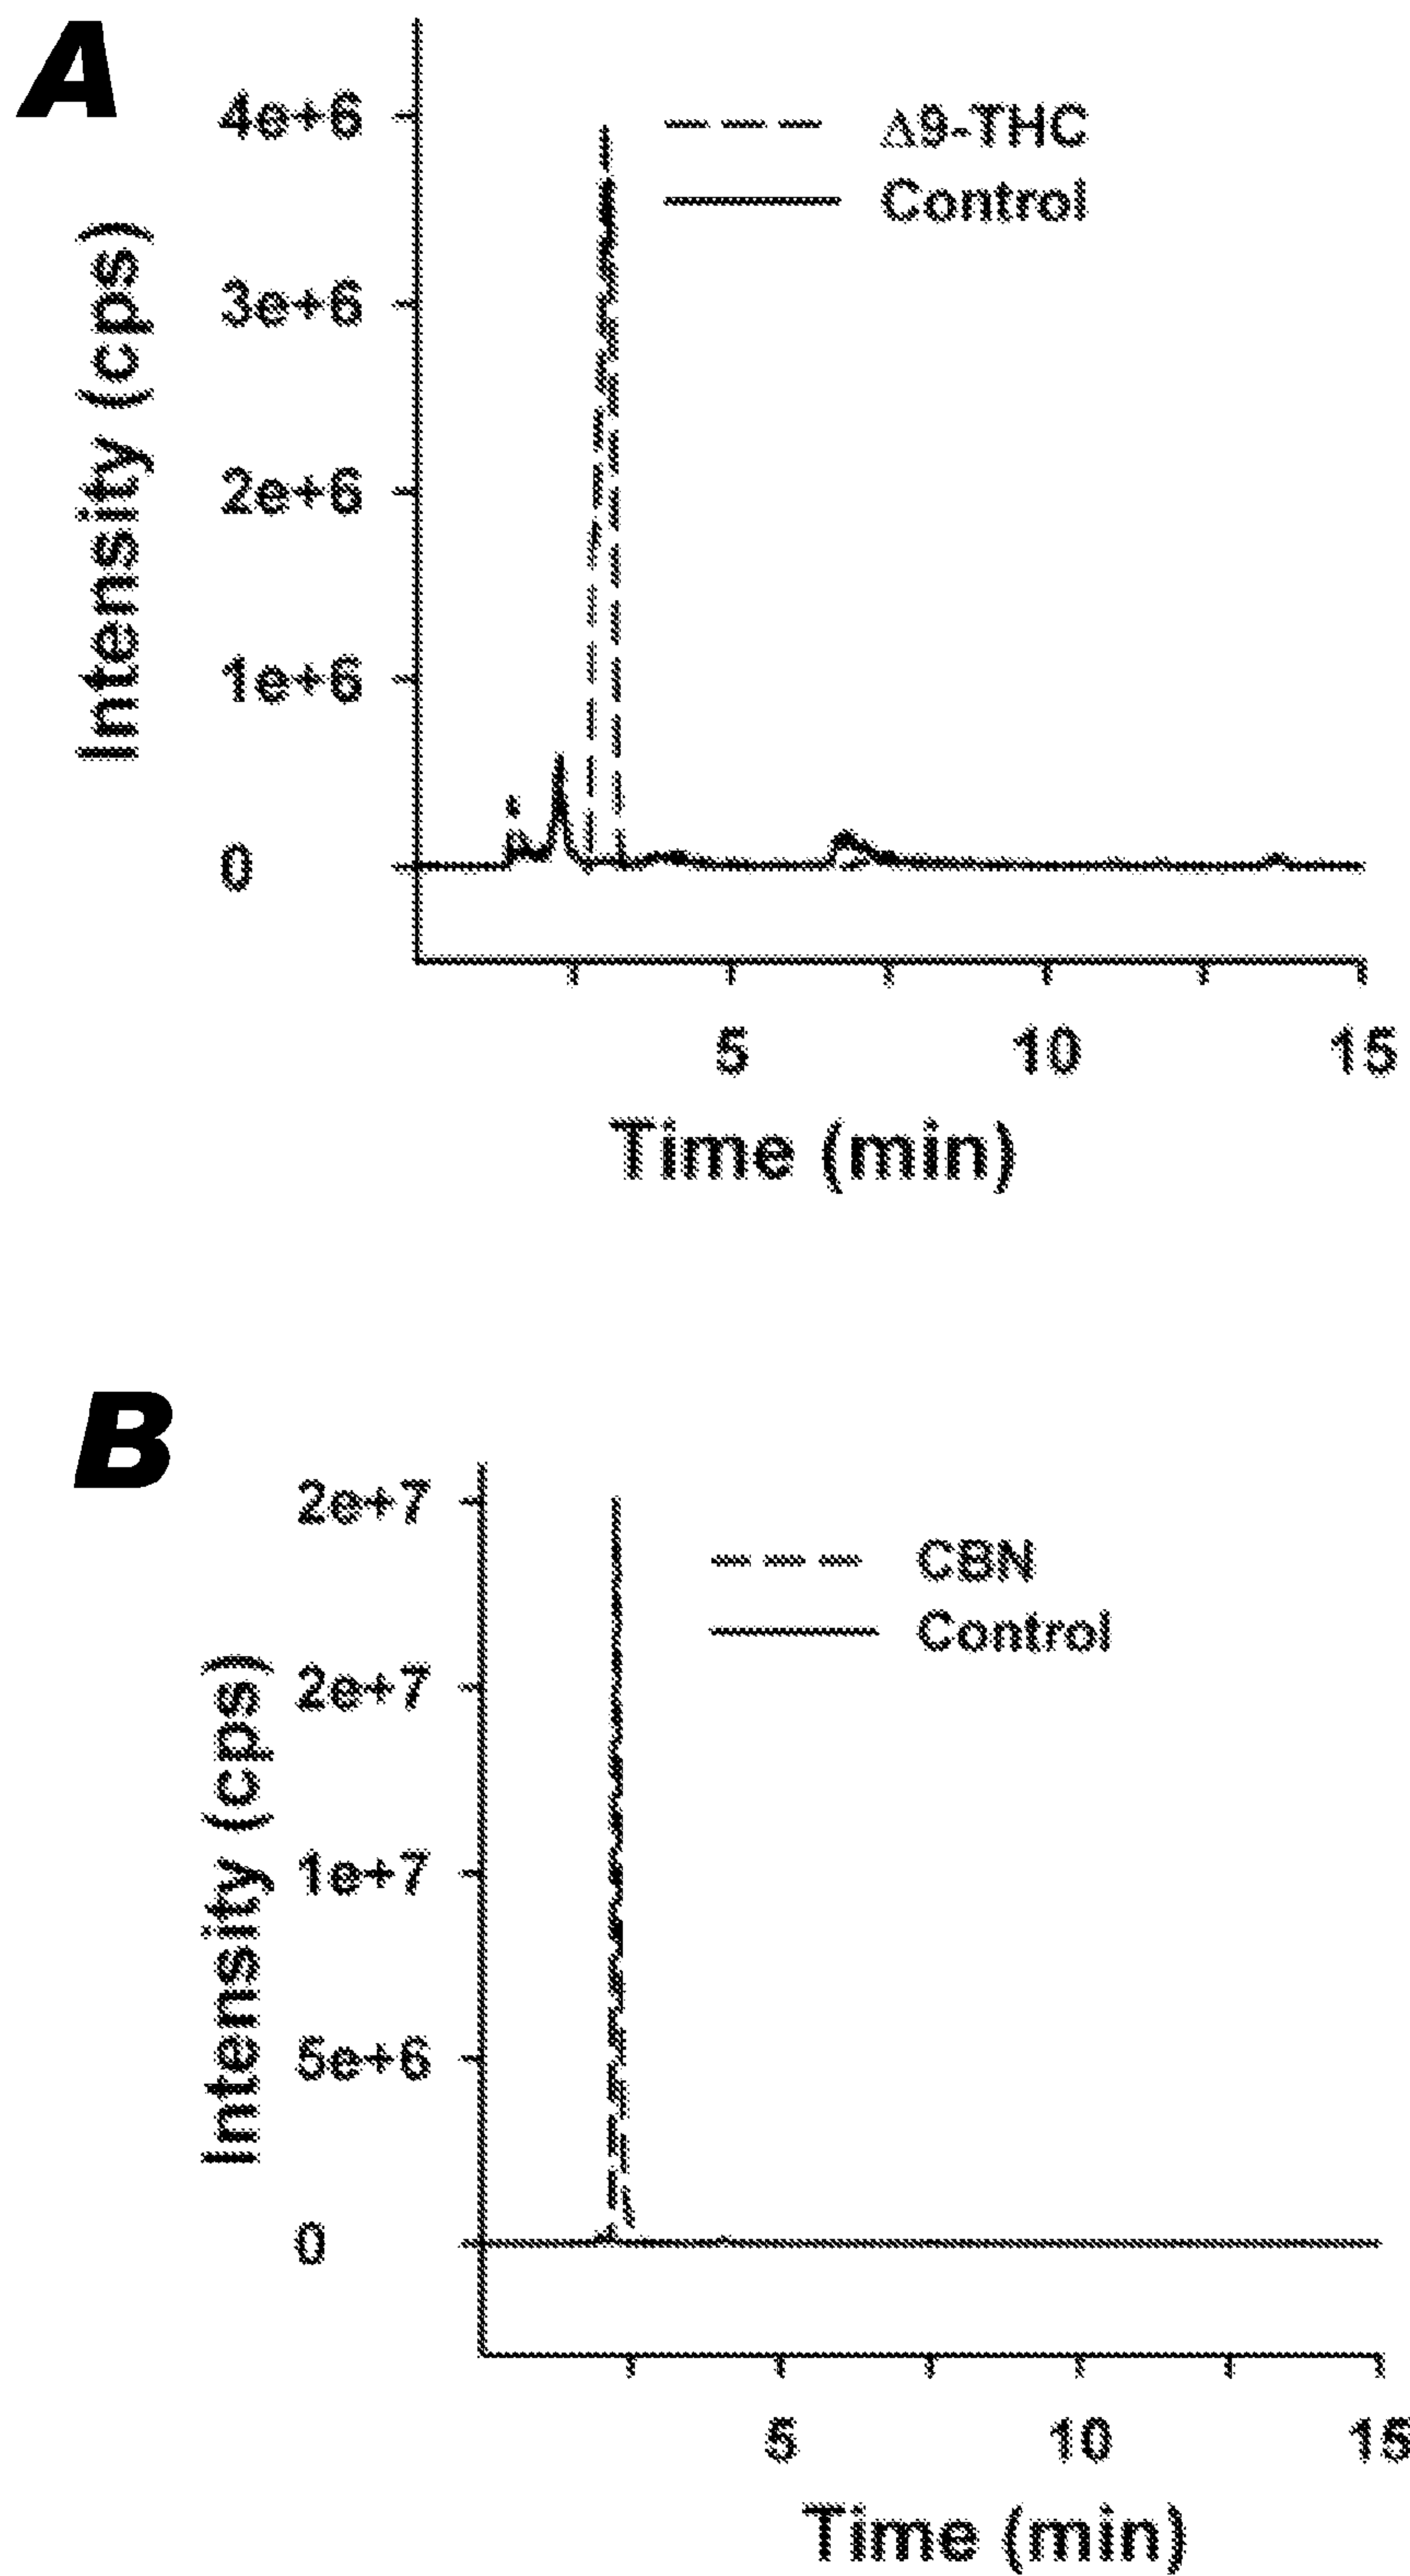 A
4e+6
Δ9-THC
Control
3e+6
2e+6
1e+6
0
Intensity (cps)
5 10 15
Time (min)
B
2e+7
CBN
Control
2e+7
1e+7
5e+6
0
Intensity (cps)
5 10 15
Time (min)